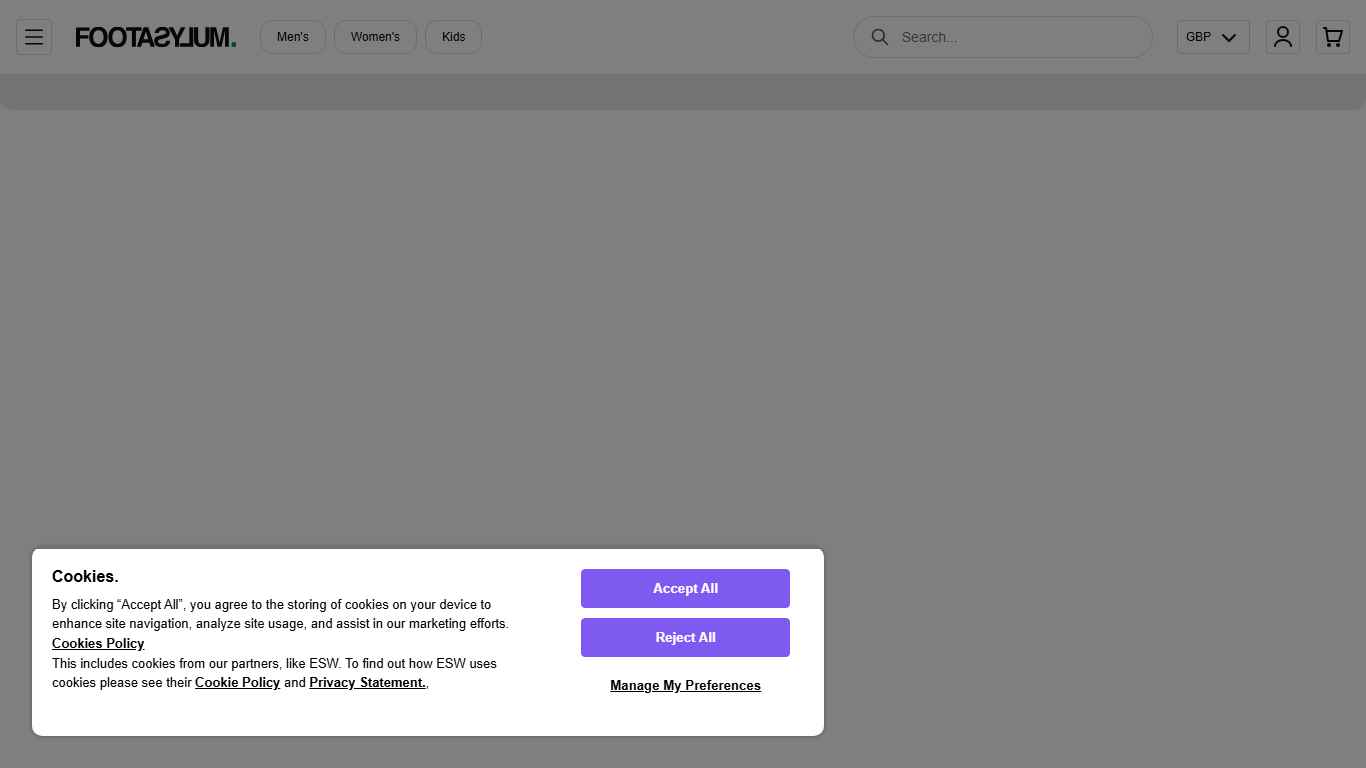 FOOTASYLUM.
Men's
Women's
Kids
Search...
GBP
Cookies.
By clicking “Accept All”, you agree to the storing of cookies on your device to
enhance site navigation, analyze site usage, and assist in our marketing efforts.
Cookies Policy
This includes cookies from our partners, like ESW. To find out how ESW uses
cookies please see their Cookie Policy and Privacy Statement..
Accept All
Reject All
Manage My Preferences